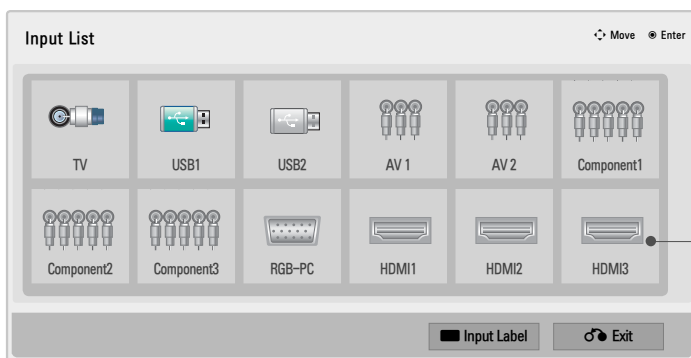 Input List
Move Enter
TV USB1 USB2 AV 1 AV 2 Component1
Component2 Component3 RGB-PC HDMI1 HDMI2 HDMI3
Input Label Exit